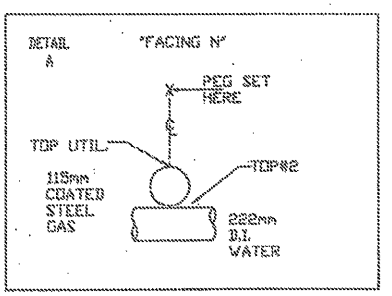 DETAIL
A
"FACING N"
X
PEG SET
HERE
℄
TOP UTIL.
TOP#2
115mm
COATED
STEEL
GAS
222mm
D.I.
WATER